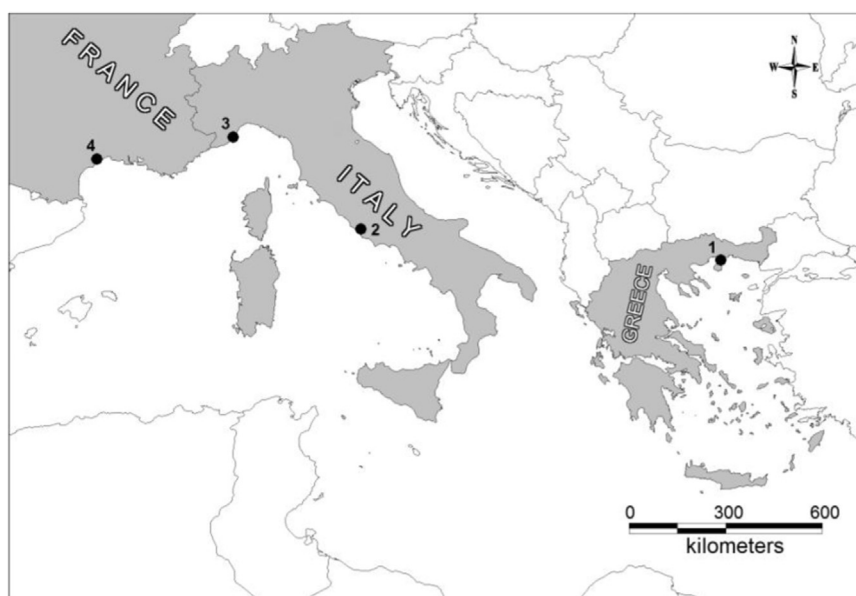 FRANCE
N
W E
S
3
4
ITALY
2
1
GREECE
0 300 600
kilometers